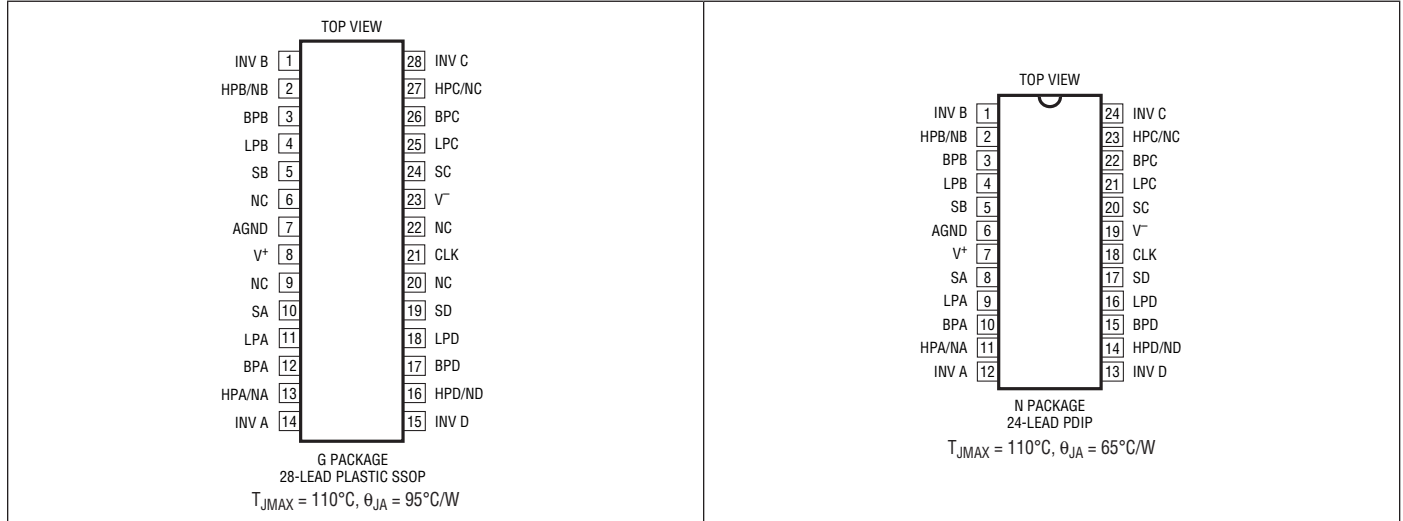 TOP VIEW
INV B 1 28 INV C
HPB/NB 2 27 HPC/NC
BPB 3 26 BPC
LPB 4 25 LPC
SB 5 24 SC
NC 6 23 V–
AGND 7 22 NC
V+ 8 21 CLK
NC 9 20 NC
SA 10 19 SD
LPA 11 18 LPD
BPA 12 17 BPD
HPA/NA 13 16 HPD/ND
INV A 14 15 INV D
G PACKAGE
28-LEAD PLASTIC SSOP
TJMAX = 110°C, θJA = 95°C/W
TOP VIEW
INV B 1 24 INV C
HPB/NB 2 23 HPC/NC
BPB 3 22 BPC
LPB 4 21 LPC
SB 5 20 SC
AGND 6 19 V–
V+ 7 18 CLK
SA 8 17 SD
LPA 9 16 LPD
BPA 10 15 BPD
HPA/NA 11 14 HPD/ND
INV A 12 13 INV D
N PACKAGE
24-LEAD PDIP
TJMAX = 110°C, θJA = 65°C/W